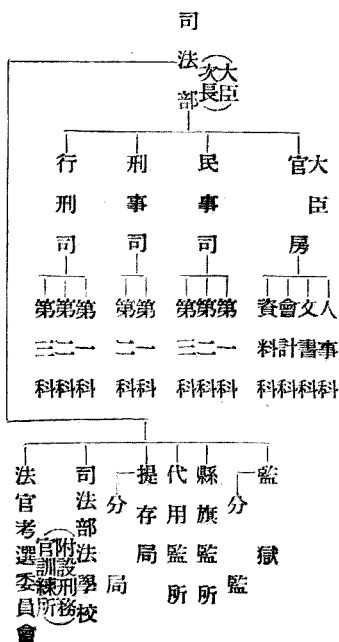 司法部
(大臣
次長)
大臣官房
人事科
文書科
會計科
資料科
民事司
第一科
第二科
第三科
刑事司
第一科
第二科
行刑司
第一科
第二科
第三科
監獄
分監
縣旗監所
代用監所
提存局
分局
司法部法學校
(附設刑務
官訓練所)
法官考選委員會